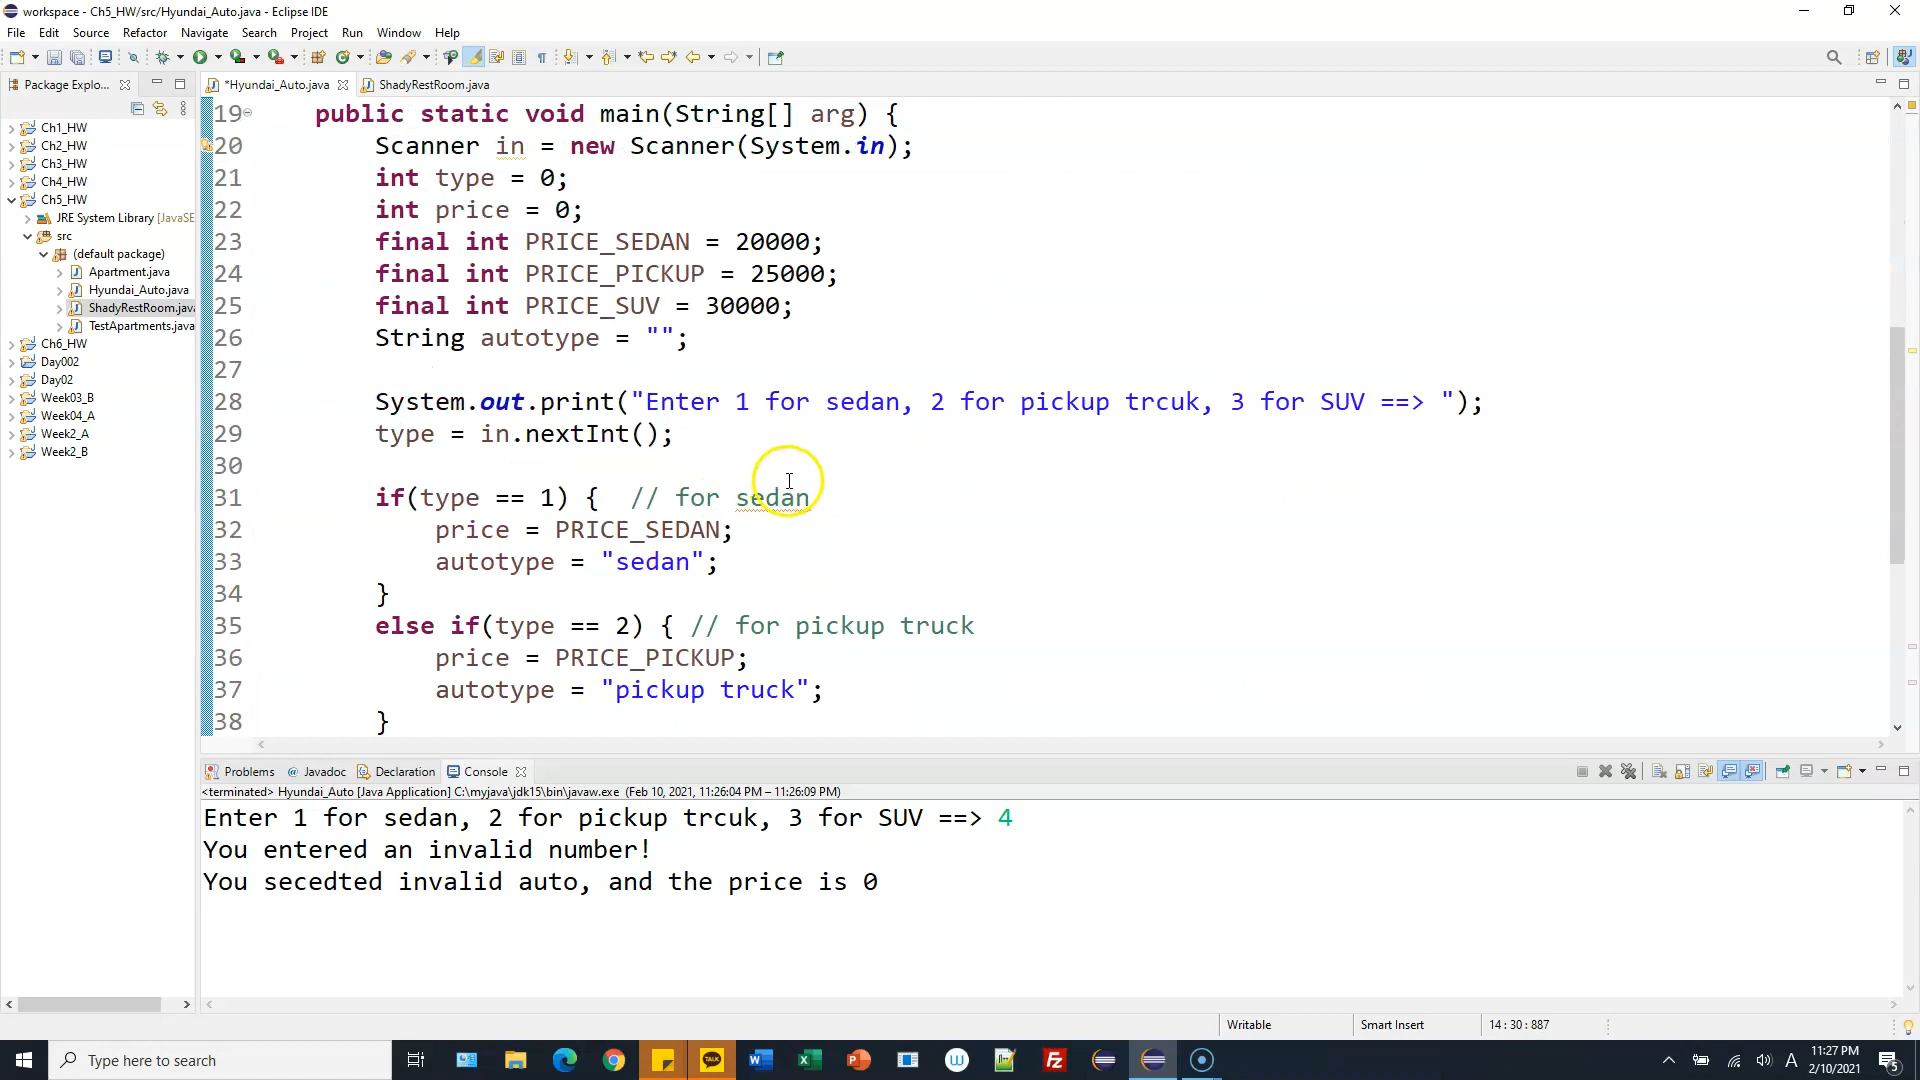 workspace - Ch5_HW/src/Hyundai_Auto.java - Eclipse IDE
File Edit Source Refactor Navigate Search Project Run Window Help
Package Explo...
*Hyundai_Auto.java ShadyRestRoom.java
Ch1_HW
Ch2_HW
Ch3_HW
Ch4_HW
Ch5_HW
JRE System Library [JavaSE
src
(default package)
Apartment.java
Hyundai_Auto.java
ShadyRestRoom.java
TestApartments.java
Ch6_HW
Day002
Day02
Week03_B
Week04_A
Week2_A
Week2_B
19 public static void main(String[] arg) {
20 Scanner in = new Scanner(System.in);
21 int type = 0;
22 int price = 0;
23 final int PRICE_SEDAN = 20000;
24 final int PRICE_PICKUP = 25000;
25 final int PRICE_SUV = 30000;
26 String autotype = "";
27
28 System.out.print("Enter 1 for sedan, 2 for pickup trcuk, 3 for SUV ==> ");
29 type = in.nextInt();
30
31 if(type == 1) { // for sedan
32 price = PRICE_SEDAN;
33 autotype = "sedan";
34 }
35 else if(type == 2) { // for pickup truck
36 price = PRICE_PICKUP;
37 autotype = "pickup truck";
38 }
Problems @ Javadoc Declaration Console
<terminated> Hyundai_Auto [Java Application] C:\myjava\jdk15\bin\javaw.exe (Feb 10, 2021, 11:26:04 PM – 11:26:09 PM)
Enter 1 for sedan, 2 for pickup trcuk, 3 for SUV ==> 4
You entered an invalid number!
You secedted invalid auto, and the price is 0
Writable Smart Insert 14 : 30 : 887
Type here to search
TALK
A
11:27 PM
2/10/2021
5